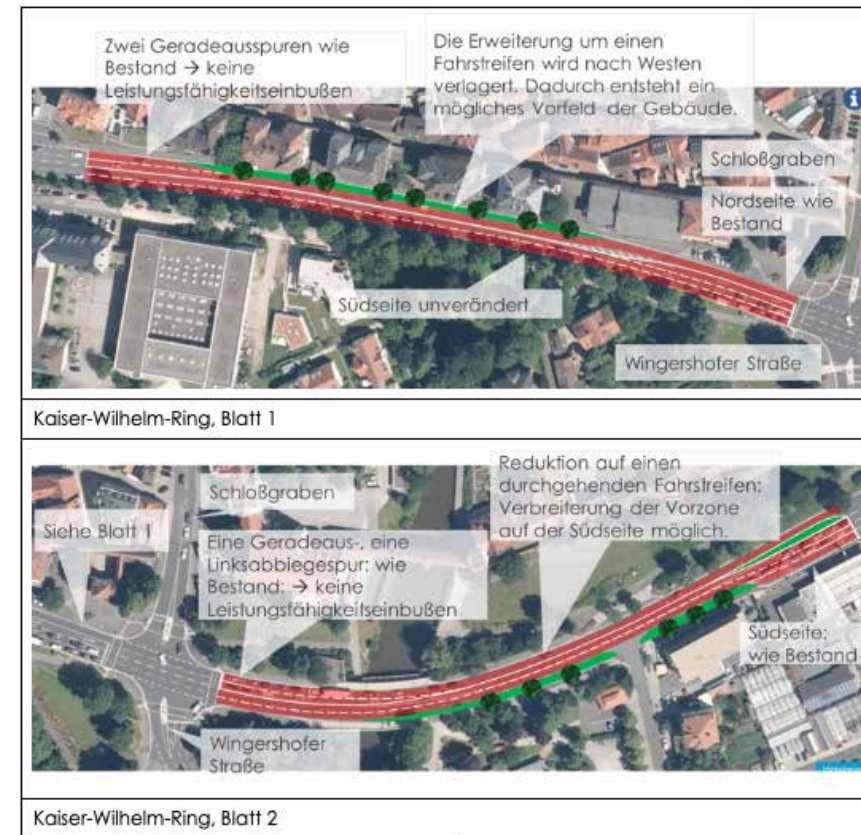 Zwei Geradeausspuren wie
Bestand → keine
Leistungsfähigkeitseinbußen
Die Erweiterung um einen
Fahrstreifen wird nach Westen
verlagert. Dadurch entsteht ein
mögliches Vorfeld der Gebäude.
i
Schloßgraben
Nordseite wie
Bestand
Südseite unverändert
Wingershofer Straße
Kaiser-Wilhelm-Ring, Blatt 1
Reduktion auf einen
durchgehenden Fahrstreifen:
Verbreiterung der Vorzone
auf der Südseite möglich.
Schloßgraben
Siehe Blatt 1
Eine Geradeaus-, eine
Linksabbiegespur: wie
Bestand: → keine
Leistungsfähigkeitseinbußen
Südseite:
wie Bestand
Wingershofer
Straße
Kaiser-Wilhelm-Ring, Blatt 2